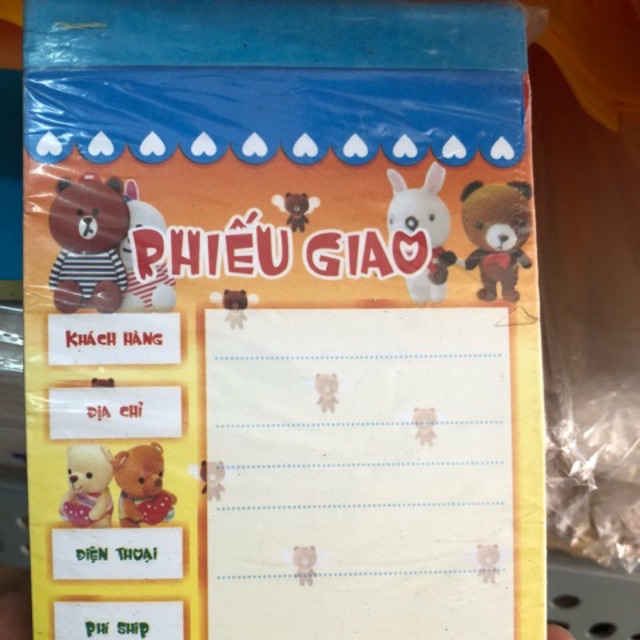 PHIẾU GIAO
KHÁCH HÀNG
ĐỊA CHỈ
ĐIỆN THOẠI
PHÍ SHIP